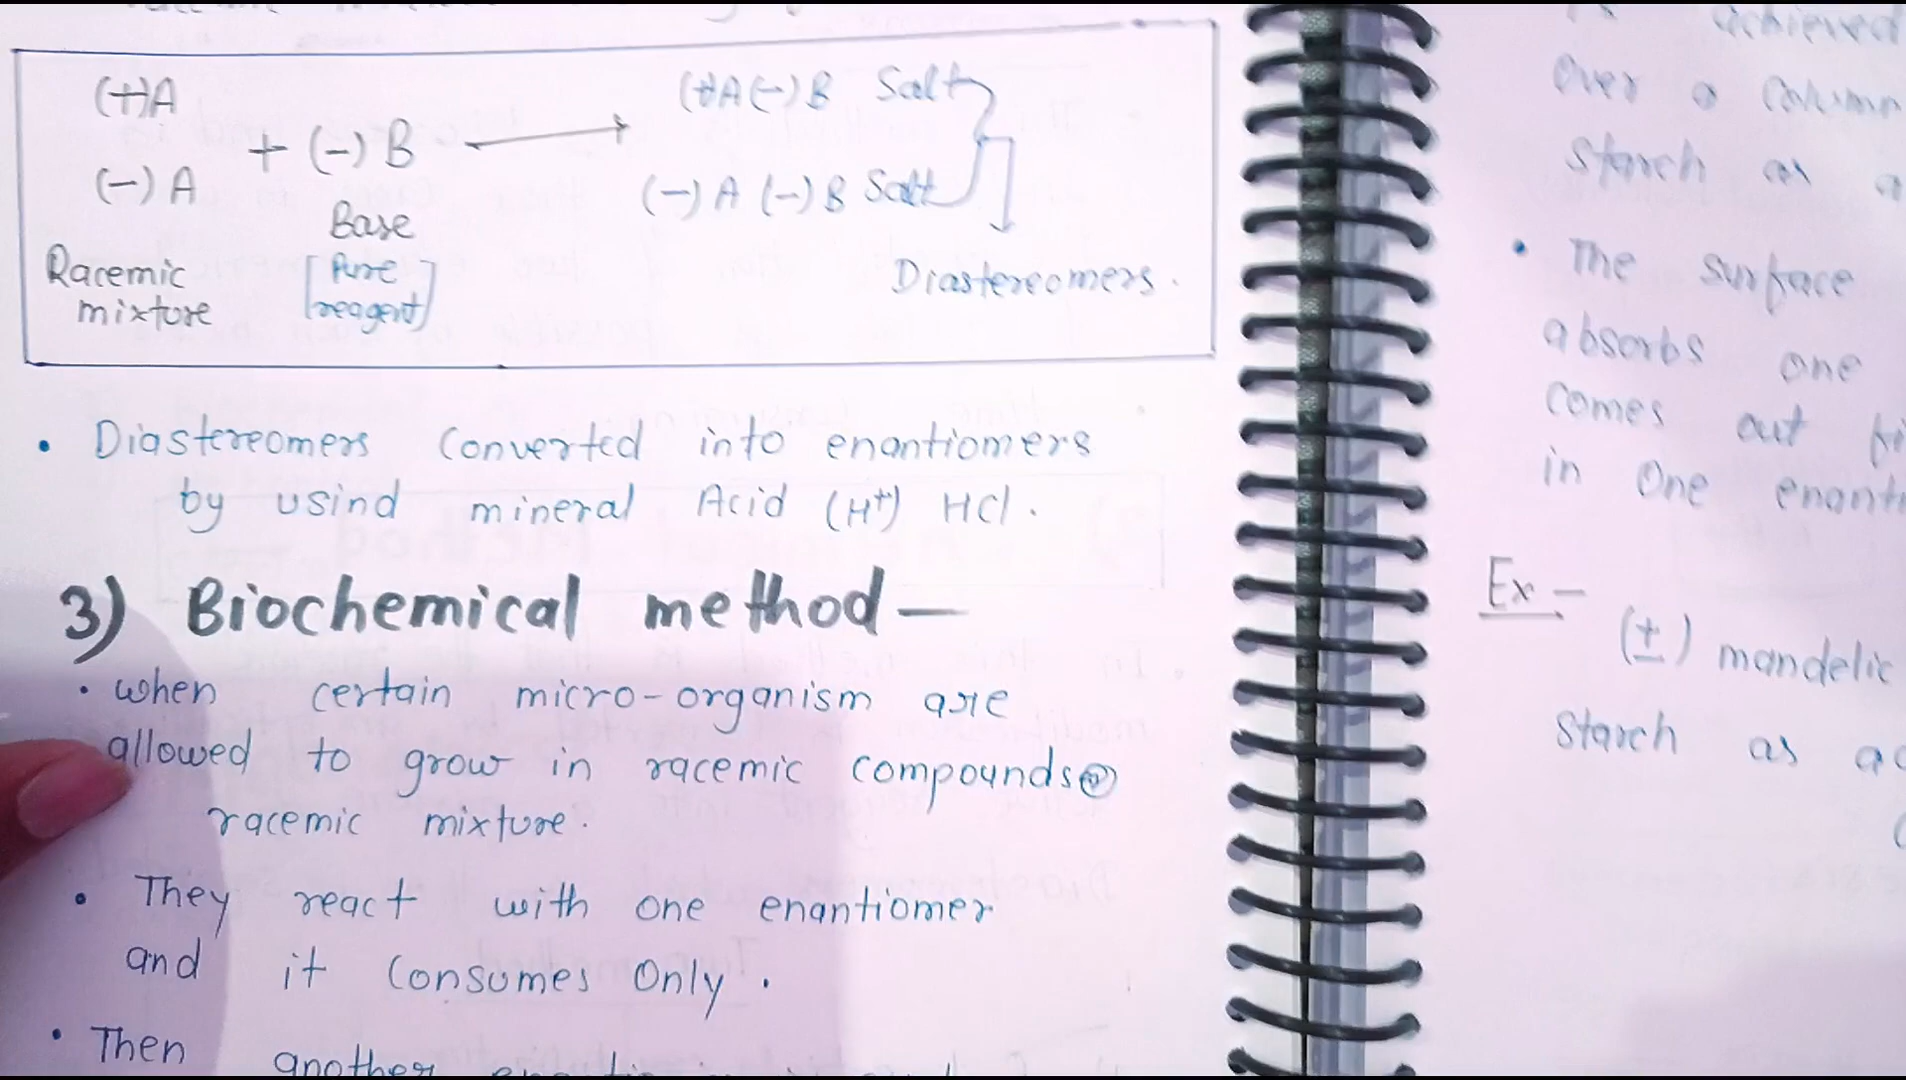 (+)A
+ (-) B
(-) A
Base
Racemic
mixture
[Pure
reagent]
(+)A(-) B Salt
(-) A (-) B Salt
Diastereomers.
• Diastereomers converted into enantiomers
by usind mineral Acid (H+) HCl.
3) Biochemical method —
• when certain micro-organism are
allowed to grow in racemic compounds
racemic mixture.
• They react with one enantiomer
and it consumes only.
• Then another
achieved
over a column
starch as a
• The surface
absorbs one
comes out
in one
Ex -
(±) mandelic
starch as